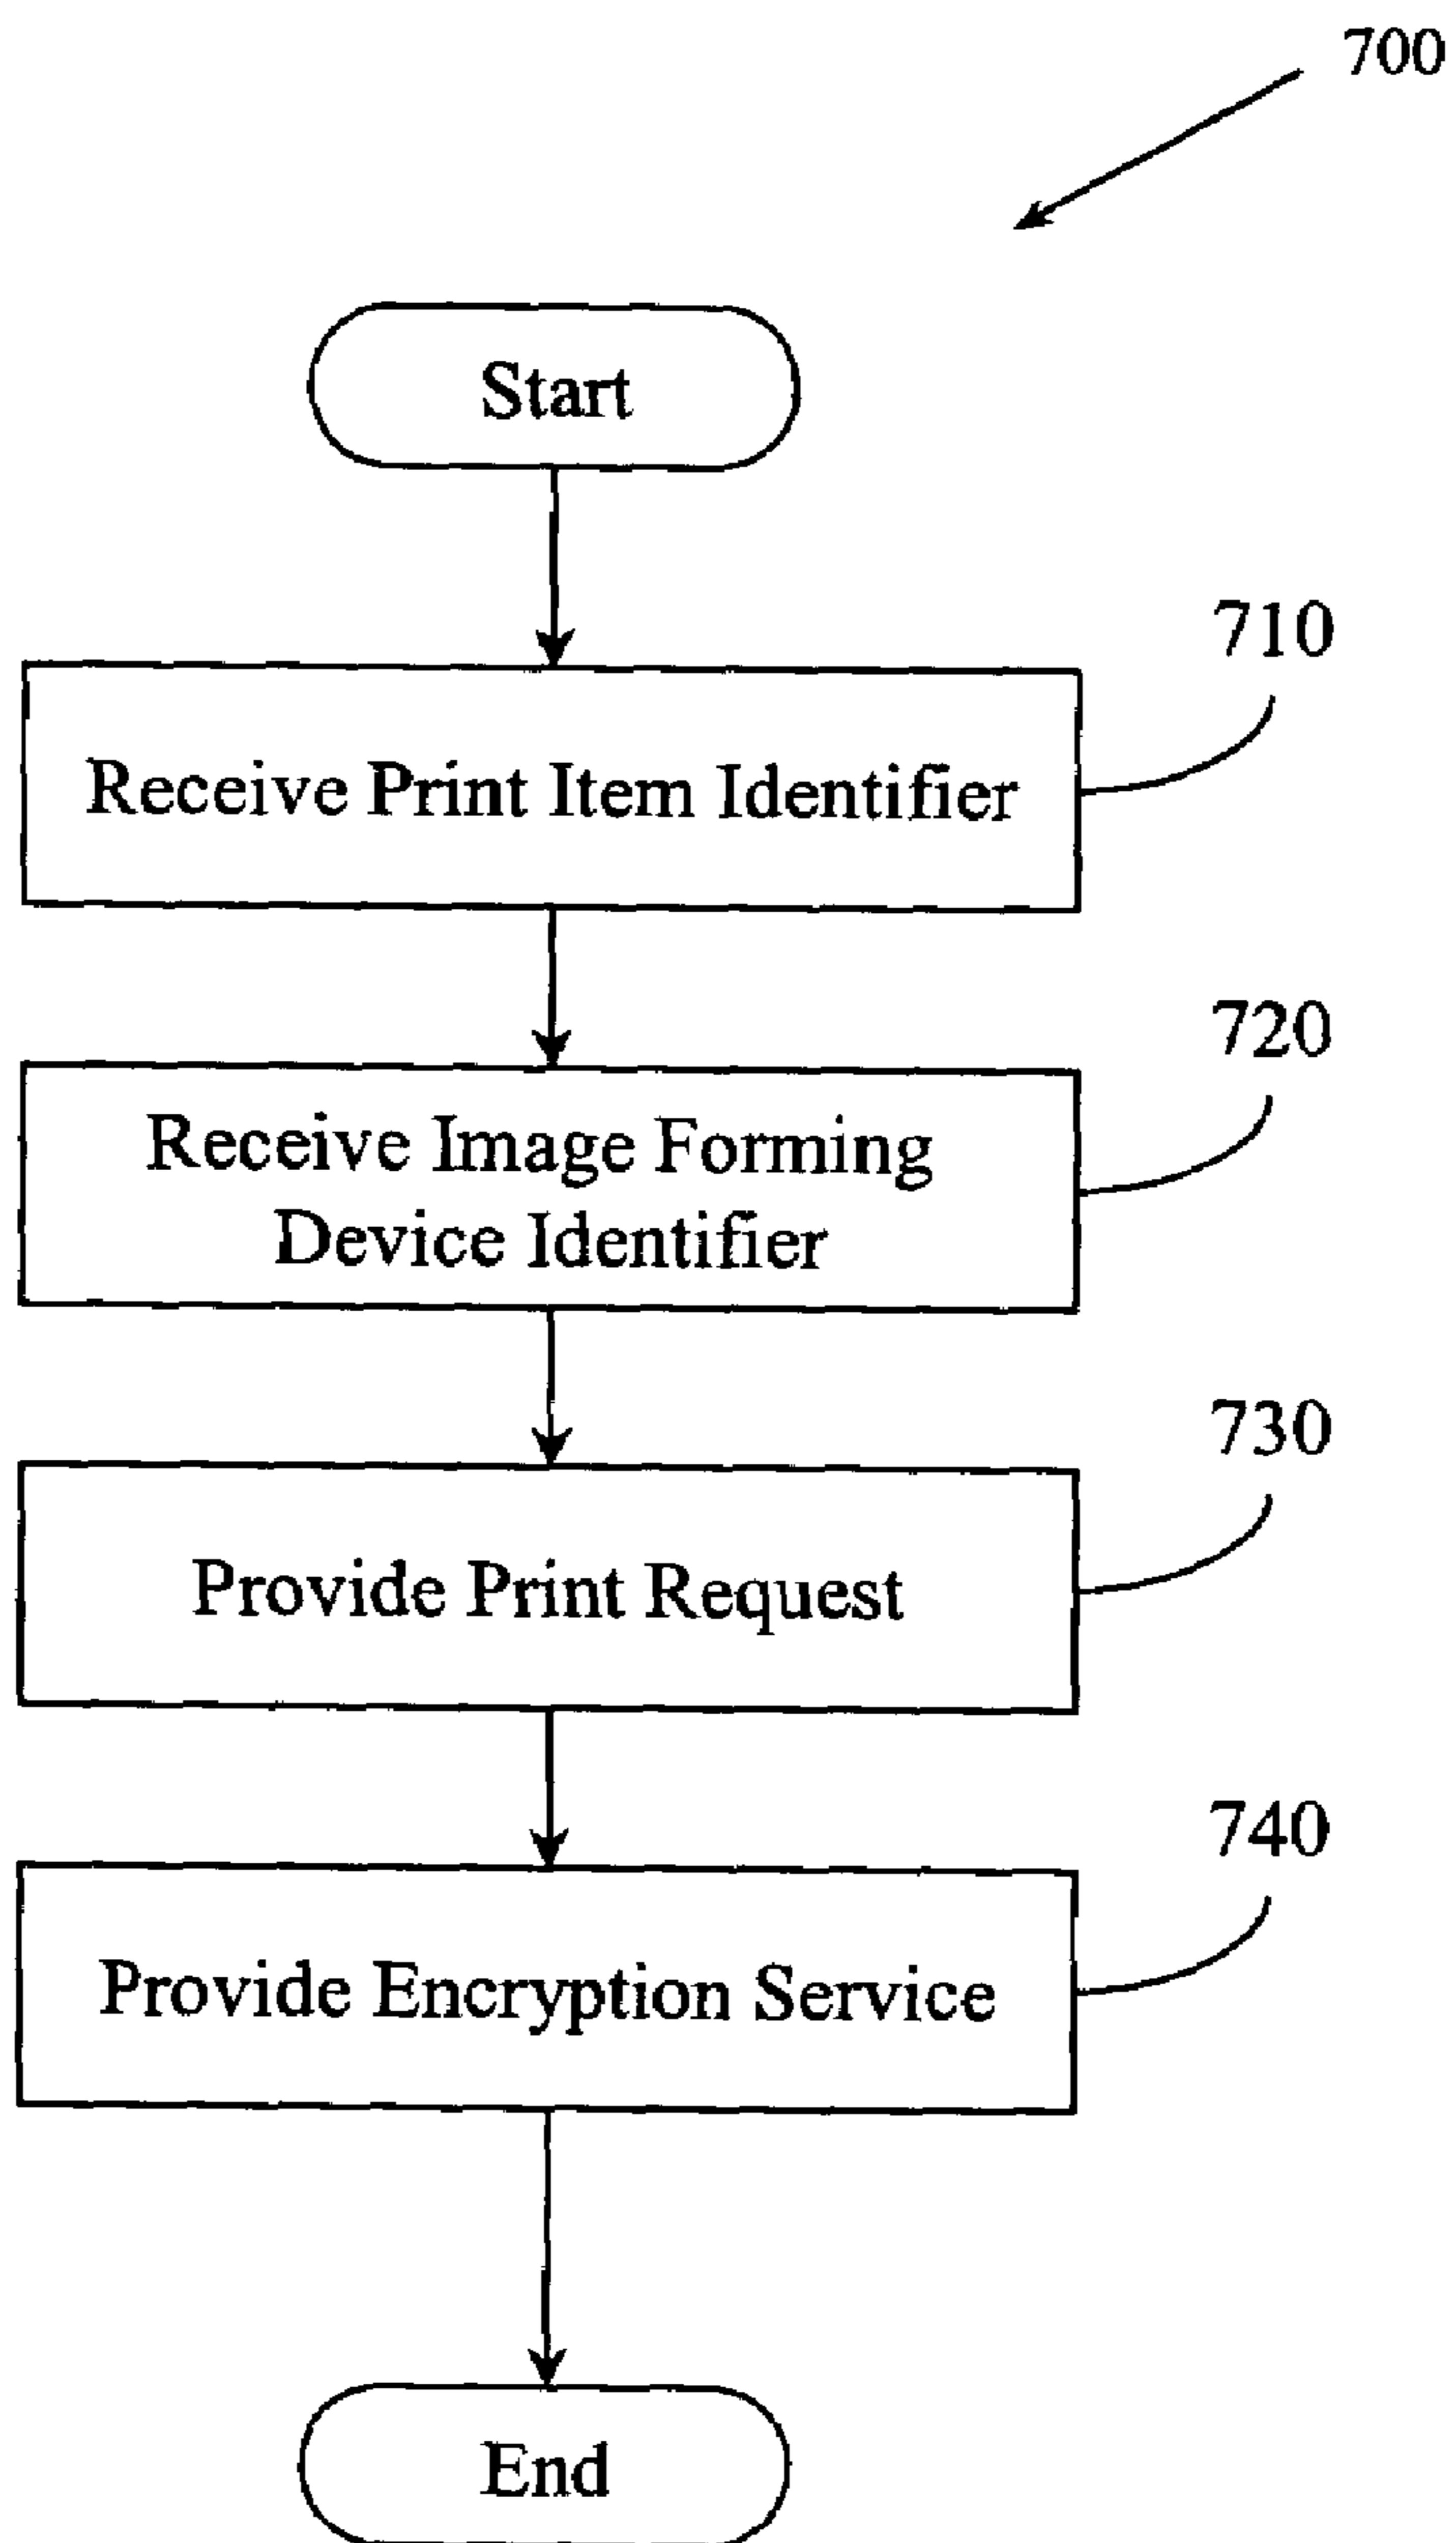 700
Start
710
Receive Print Item Identifier
720
Receive Image Forming
Device Identifier
730
Provide Print Request
740
Provide Encryption Service
End